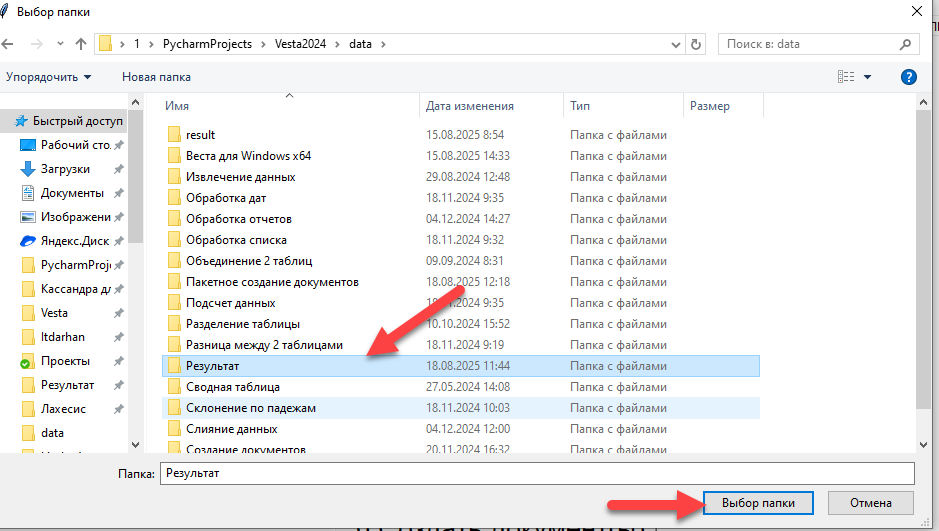 Выбор папки
1 PycharmProjects Vesta2024 data
Поиск в: data
Упорядочить Новая папка
Имя Дата изменения Тип Размер
Быстрый доступ
Рабочий сто.
Загрузки
Документы
Изображени
Яндекс.Диск
PycharmProj
Кассандра дл
Vesta
Itdarhan
Проекты
Результат
Лахесис
data
result 15.08.2025 8:54 Папка с файлами
Веста для Windows x64 15.08.2025 14:33 Папка с файлами
Извлечение данных 29.08.2024 12:48 Папка с файлами
Обработка дат 18.11.2024 9:35 Папка с файлами
Обработка отчетов 04.12.2024 14:27 Папка с файлами
Обработка списка 18.11.2024 9:32 Папка с файлами
Объединение 2 таблиц 09.09.2024 8:31 Папка с файлами
Пакетное создание документов 18.08.2025 12:18 Папка с файлами
Подсчет данных 2024 9:35 Папка с файлами
Разделение таблицы 10.10.2024 15:52 Папка с файлами
Разница между 2 таблицами 18.11.2024 9:19 Папка с файлами
Результат 18.08.2025 11:44 Папка с файлами
Сводная таблица 27.05.2024 14:08 Папка с файлами
Склонение по падежам 18.11.2024 10:03 Папка с файлами
Слияние данных 04.12.2024 12:00 Папка с файлами
Создание документов 20.11.2024 16:32 Папка с файлами
Папка: Результат
Выбор папки Отмена